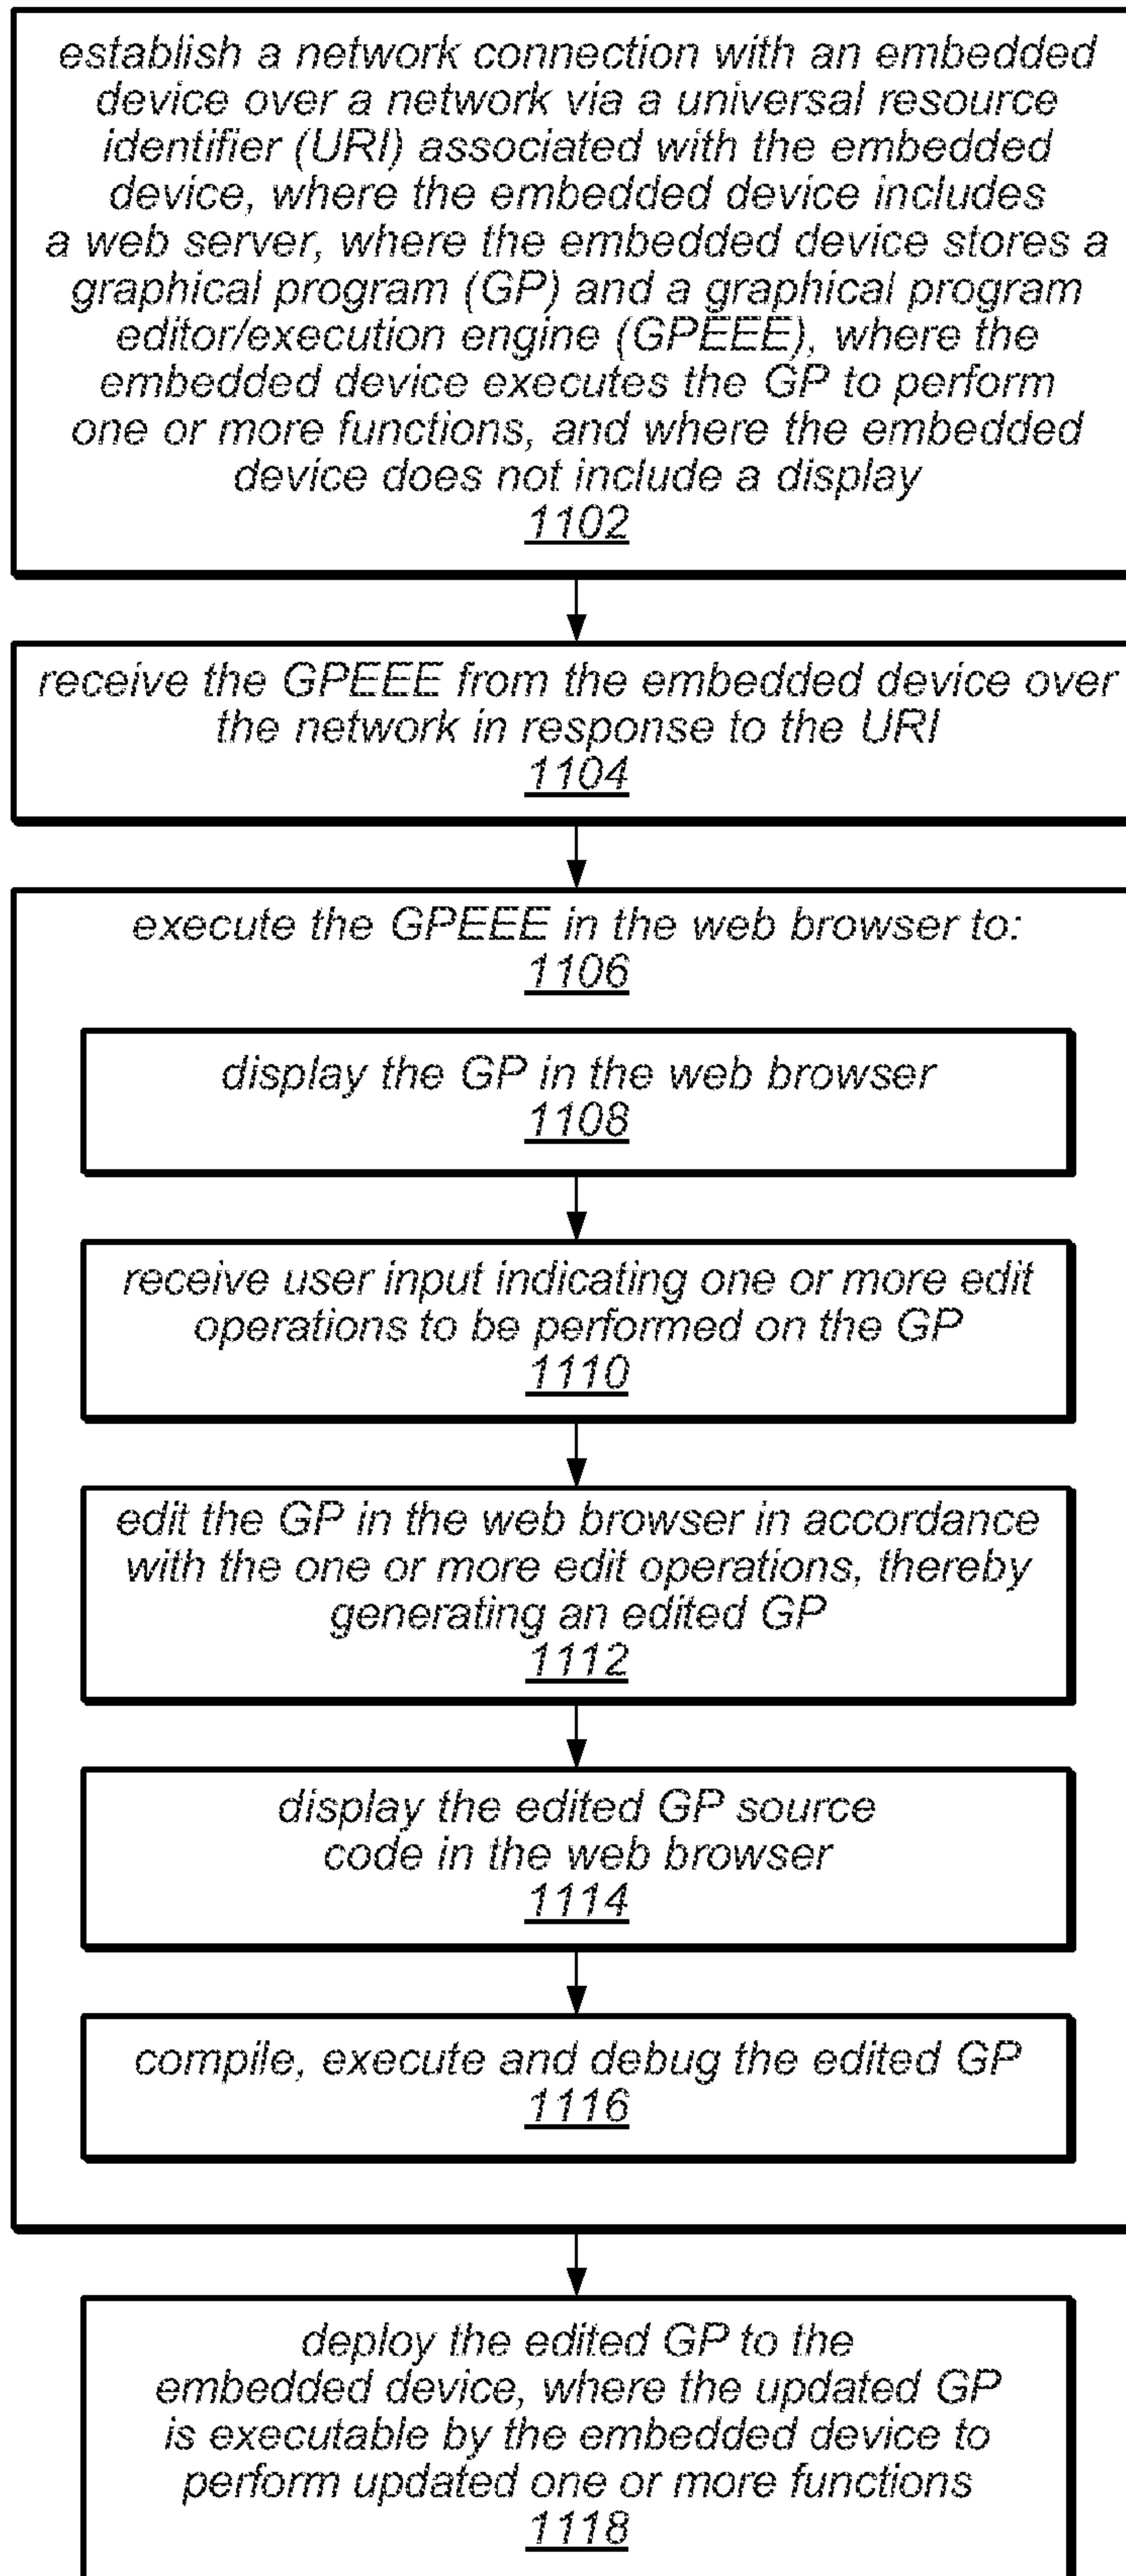 establish a network connection with an embedded
device over a network via a universal resource
identifier (URI) associated with the embedded
device, where the embedded device includes
a web server, where the embedded device stores a
graphical program (GP) and a graphical program
editor/execution engine (GPEEE), where the
embedded device executes the GP to perform
one or more functions, and where the embedded
device does not include a display
1102
receive the GPEEE from the embedded device over
the network in response to the URI
1104
execute the GPEEE in the web browser to:
1106
display the GP in the web browser
1108
receive user input indicating one or more edit
operations to be performed on the GP
1110
edit the GP in the web browser in accordance
with the one or more edit operations, thereby
generating an edited GP
1112
display the edited GP source
code in the web browser
1114
compile, execute and debug the edited GP
1116
deploy the edited GP to the
embedded device, where the updated GP
is executable by the embedded device to
perform updated one or more functions
1118